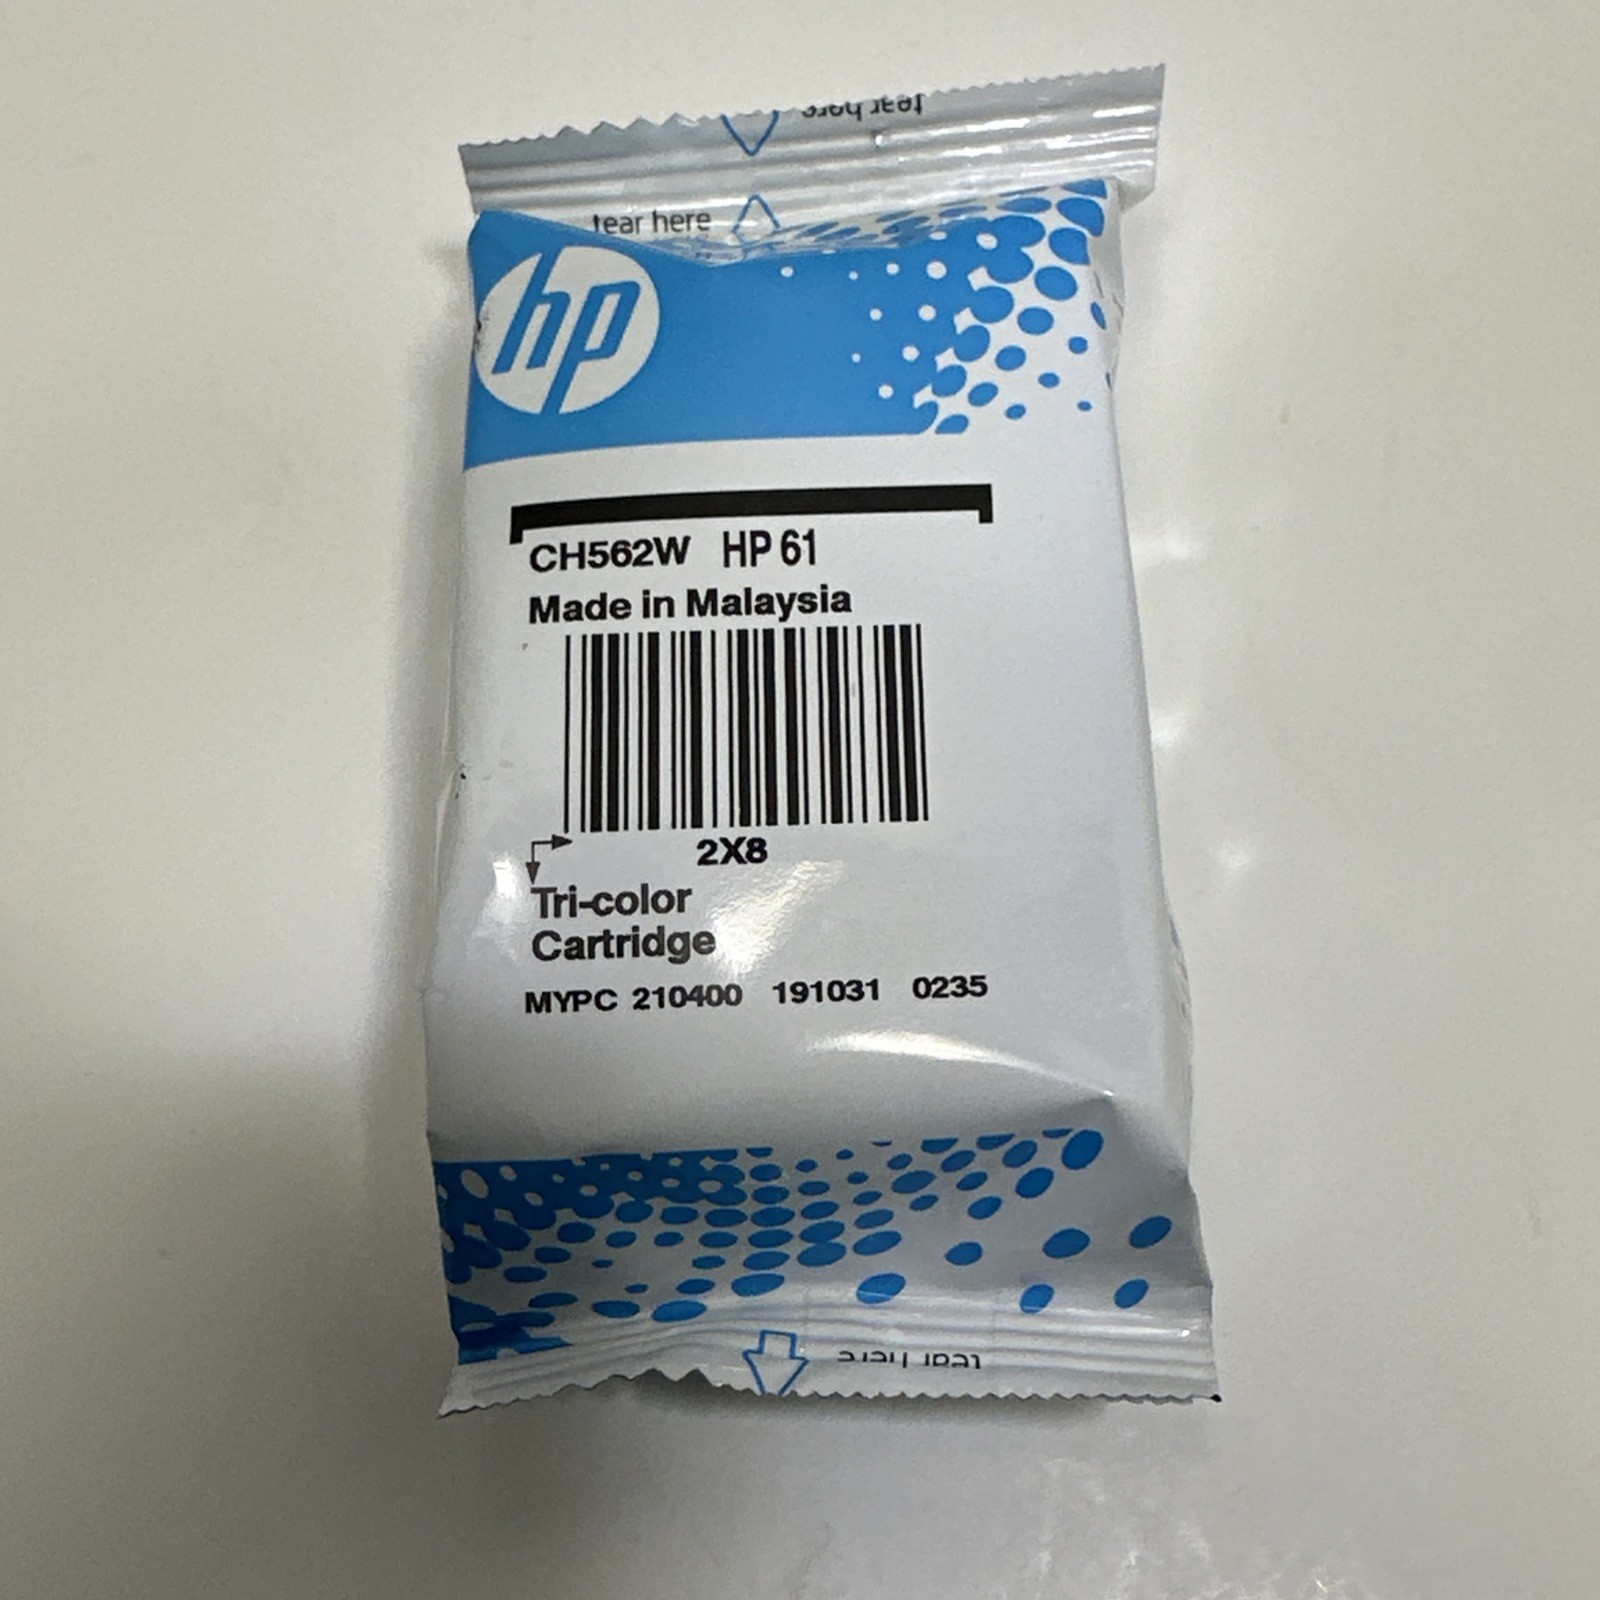 tear here
tear here
hp
CH562W HP 61
Made in Malaysia
2X8
Tri-color
Cartridge
MYPC 210400 191031 0235
tear here